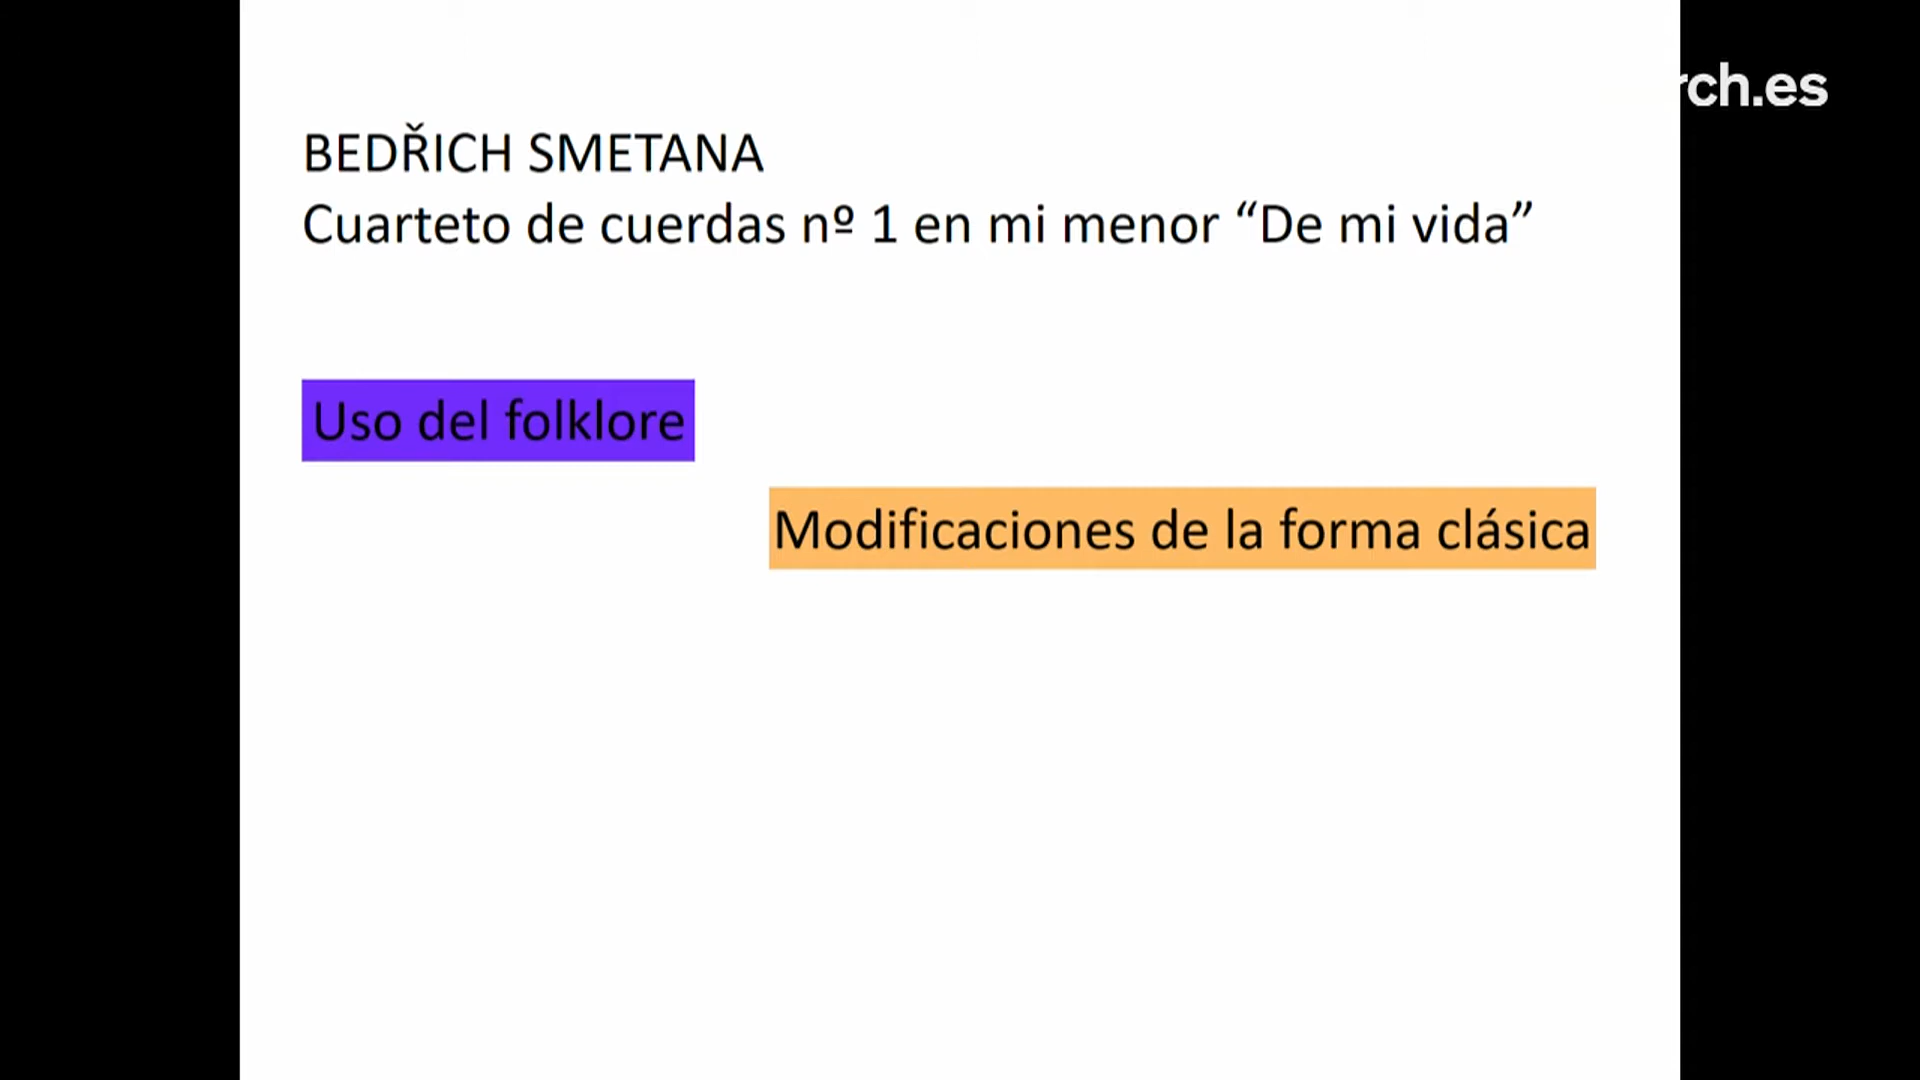 rch.es
BEDŘICH SMETANA
Cuarteto de cuerdas nº 1 en mi menor “De mi vida”
Uso del folklore
Modificaciones de la forma clásica